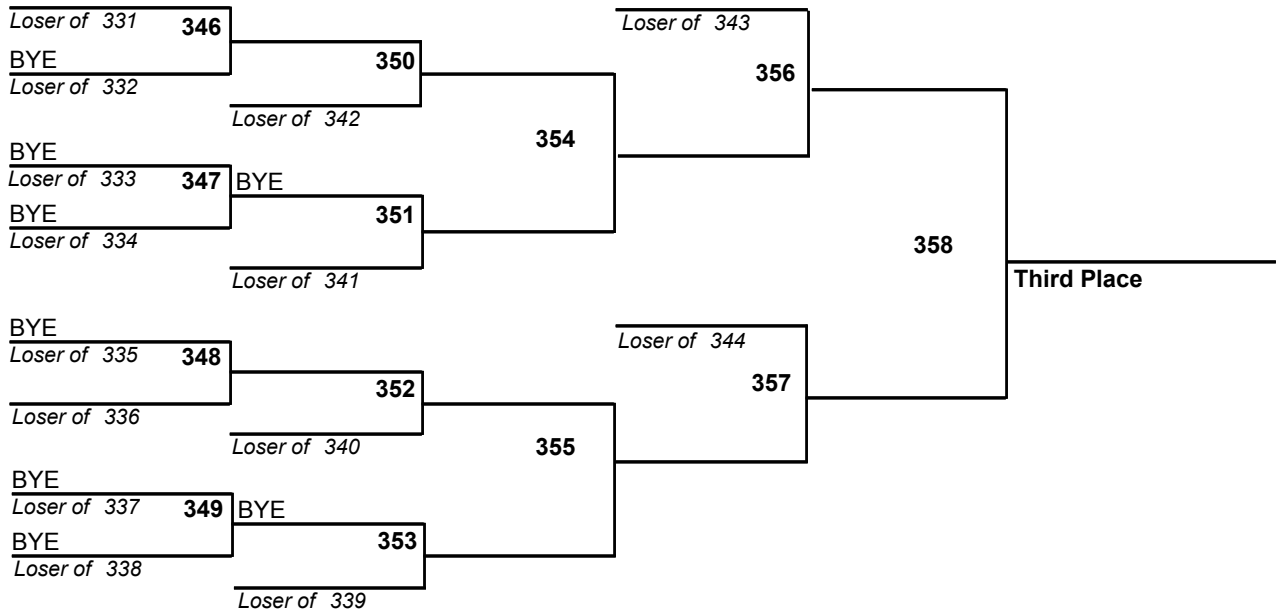 Loser of 331
346
BYE
Loser of 332
350
Loser of 342
BYE
Loser of 333
347
BYE
Loser of 334
BYE
351
Loser of 341
354
Loser of 343
356
BYE
Loser of 335
348
Loser of 336
352
Loser of 340
BYE
Loser of 337
349
BYE
Loser of 338
BYE
353
Loser of 339
355
Loser of 344
357
358
Third Place